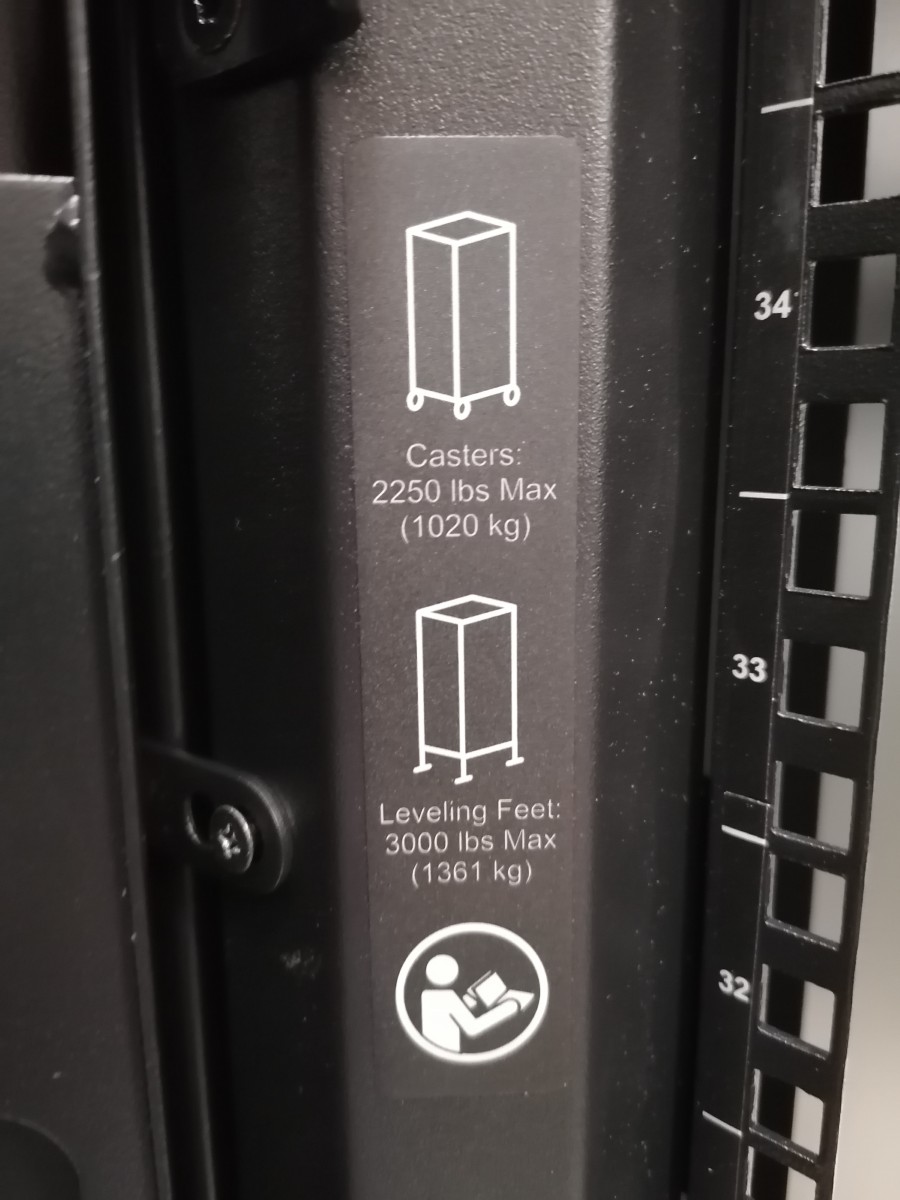 Casters:
2250 lbs Max
(1020 kg)
Leveling Feet:
3000 lbs Max
(1361 kg)
34
33
32